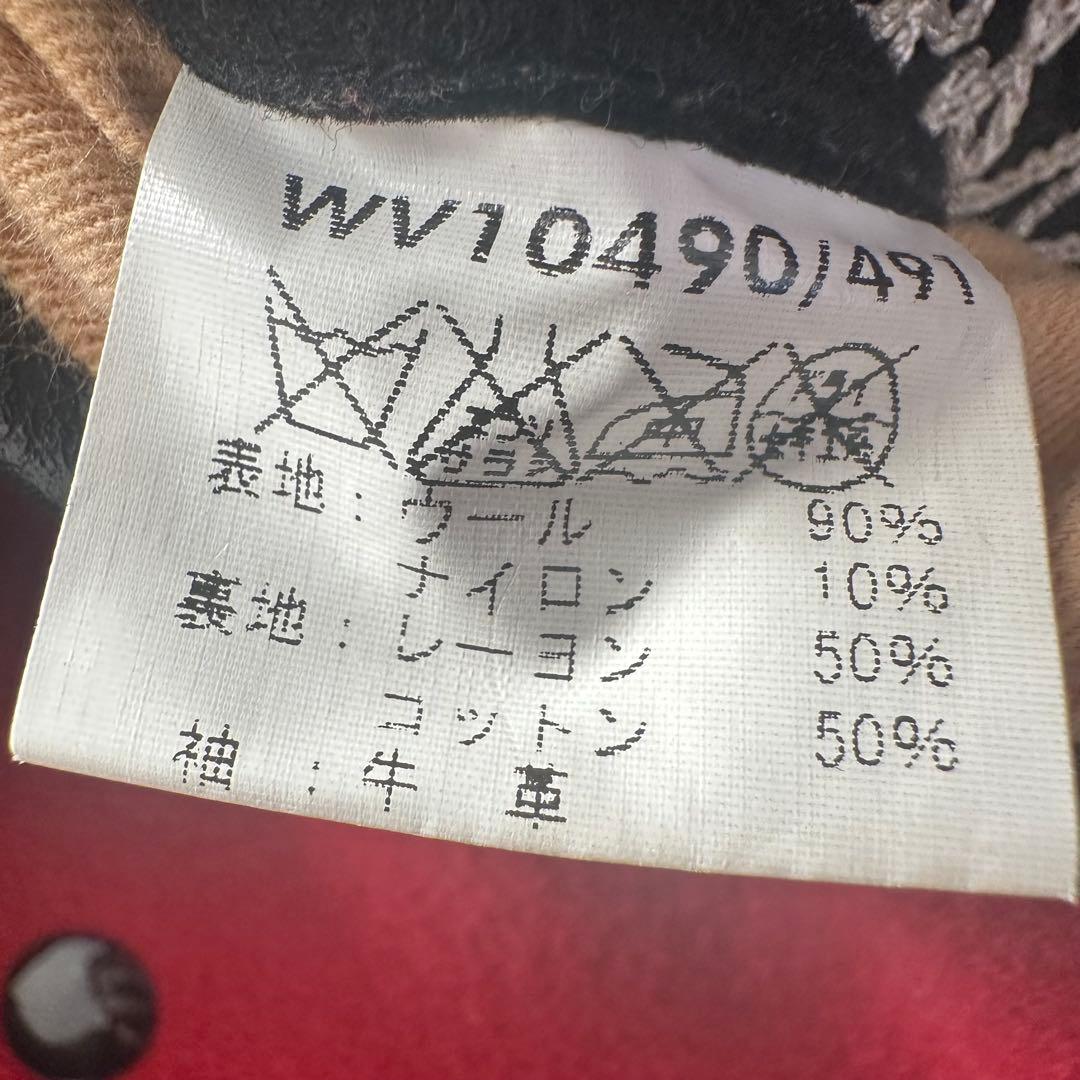 WV10490/491
表地:ウール 90%
ナイロン 10%
裏地:レーヨン 50%
コットン 50%
袖:牛革